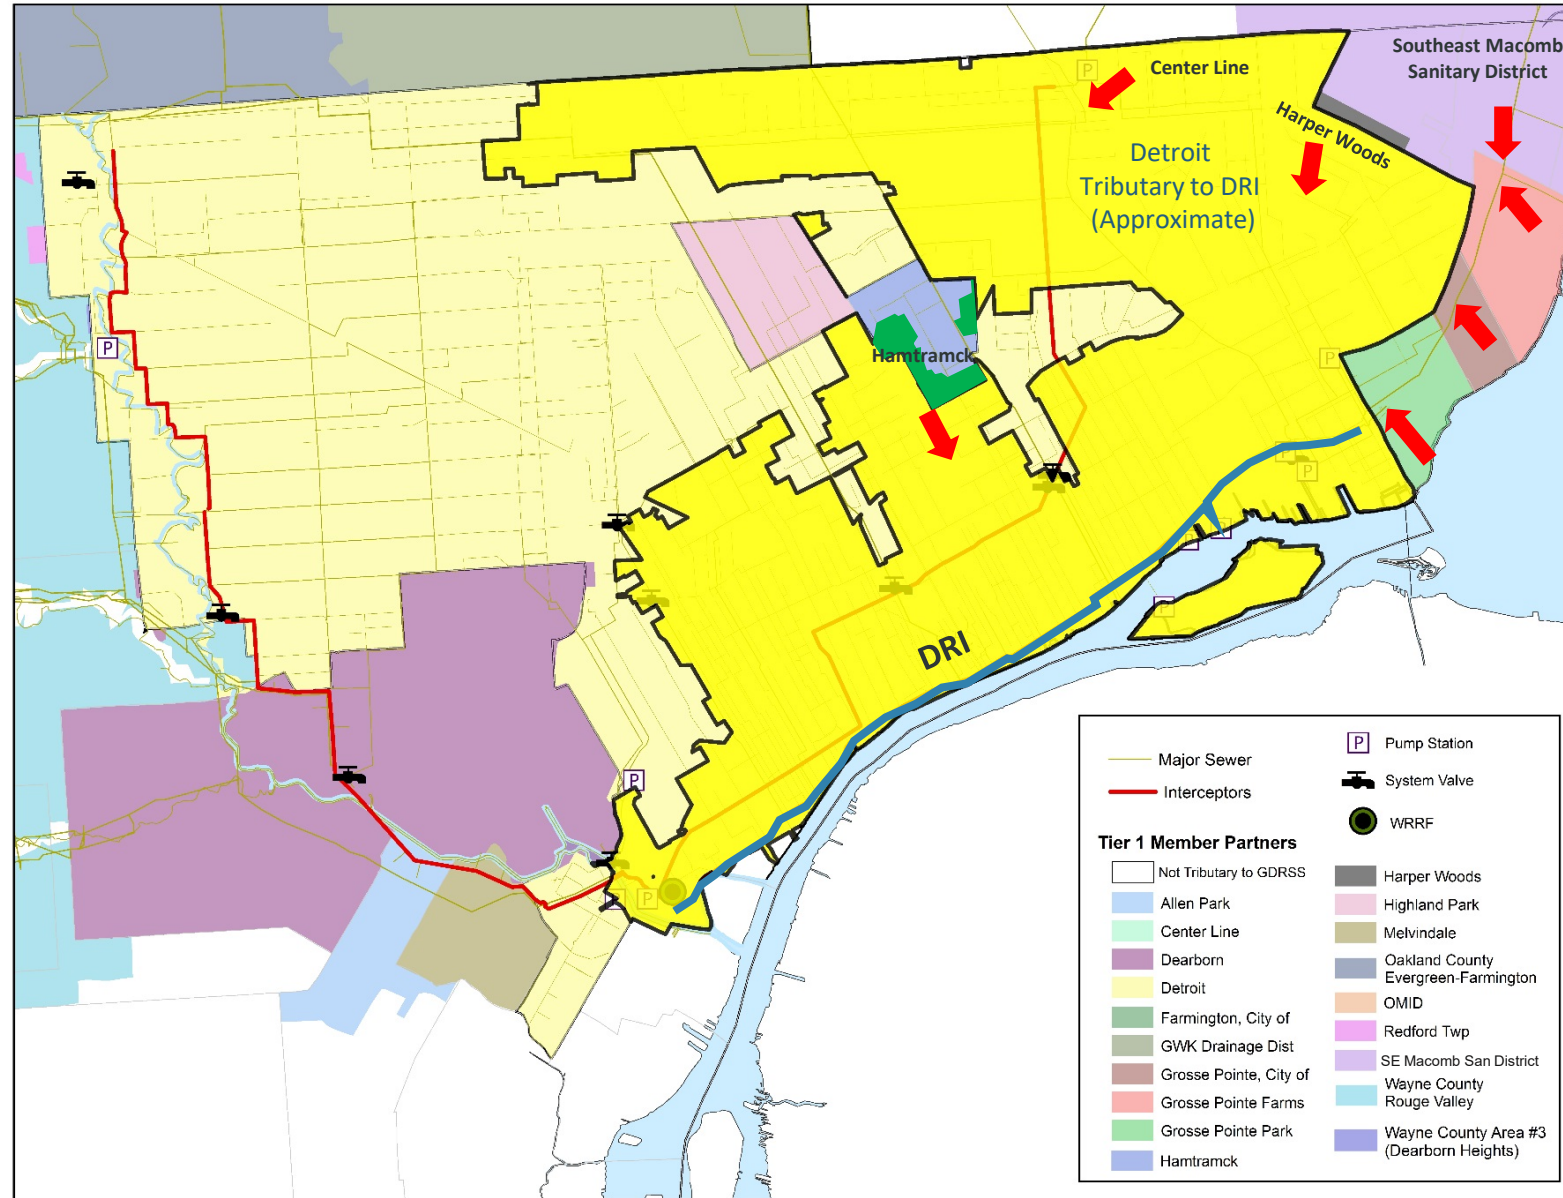 Southeast Macomb
Sanitary District
P
Center Line
Harper Woods
Detroit
Tributary to DRI
(Approximate)
P
Hamtramck
P
P
P
P
P
P
DRI
P
P
P
Major Sewer
Interceptors
P Pump Station
System Valve
WRRF
Tier 1 Member Partners
Not Tributary to GDRSS
Allen Park
Center Line
Dearborn
Detroit
Farmington, City of
GWK Drainage Dist
Grosse Pointe, City of
Grosse Pointe Farms
Grosse Pointe Park
Hamtramck
Harper Woods
Highland Park
Melvindale
Oakland County
Evergreen-Farmington
OMID
Redford Twp
SE Macomb San District
Wayne County
Rouge Valley
Wayne County Area #3
(Dearborn Heights)